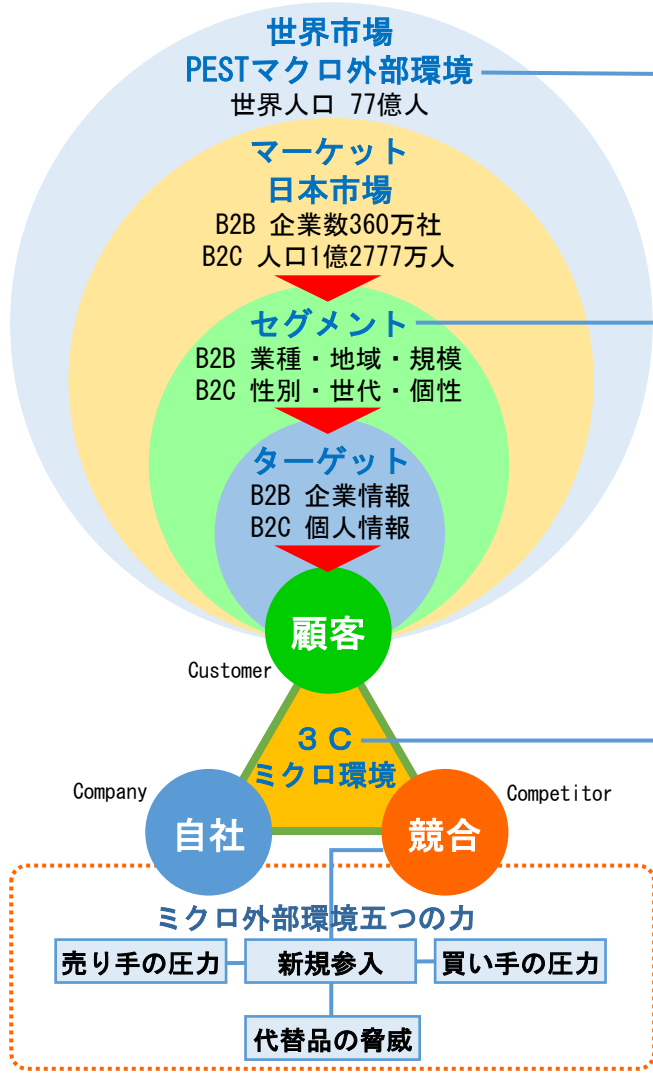 世界市場
PESTマクロ外部環境
世界人口 77億人
マーケット
日本市場
B2B 企業数360万社
B2C 人口1億2777万人
セグメント
B2B 業種・地域・規模
B2C 性別・世代・個性
ターゲット
B2B 企業情報
B2C 個人情報
顧客
Customer
３Ｃ
ミクロ環境
Company
Competitor
自社
競合
ミクロ外部環境五つの力
売り手の圧力
新規参入
買い手の圧力
代替品の脅威